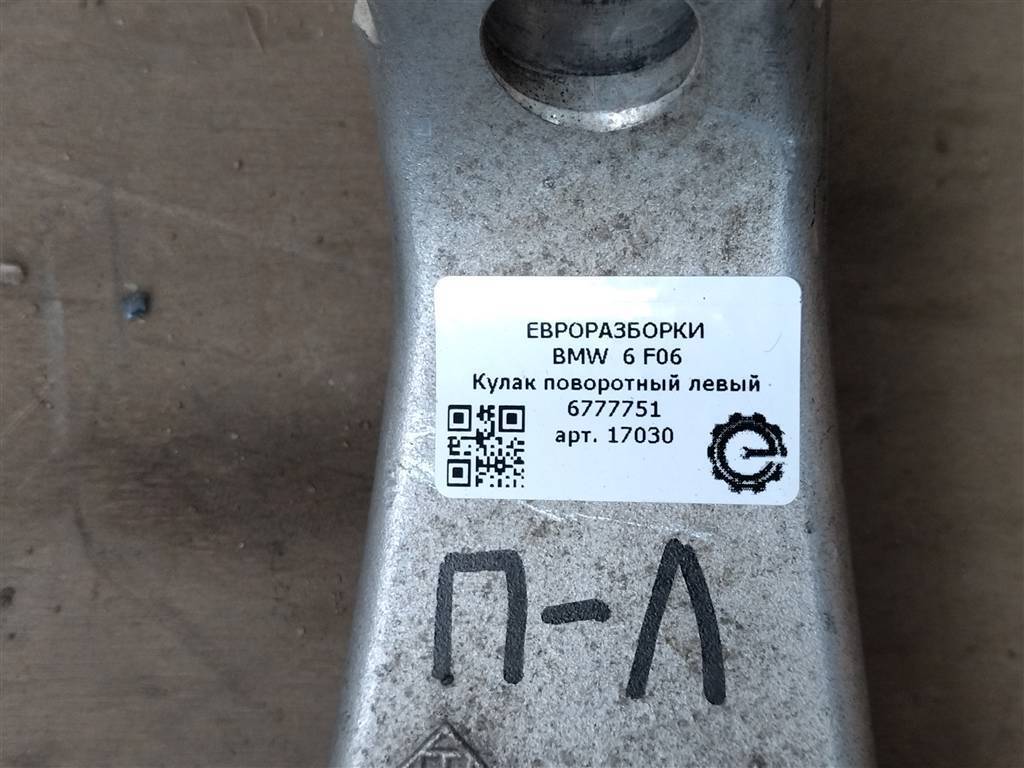 ЕВРОРАЗБОРКИ
BMW 6 F06
Кулак поворотный левый
6777751
арт. 17030
П-Л